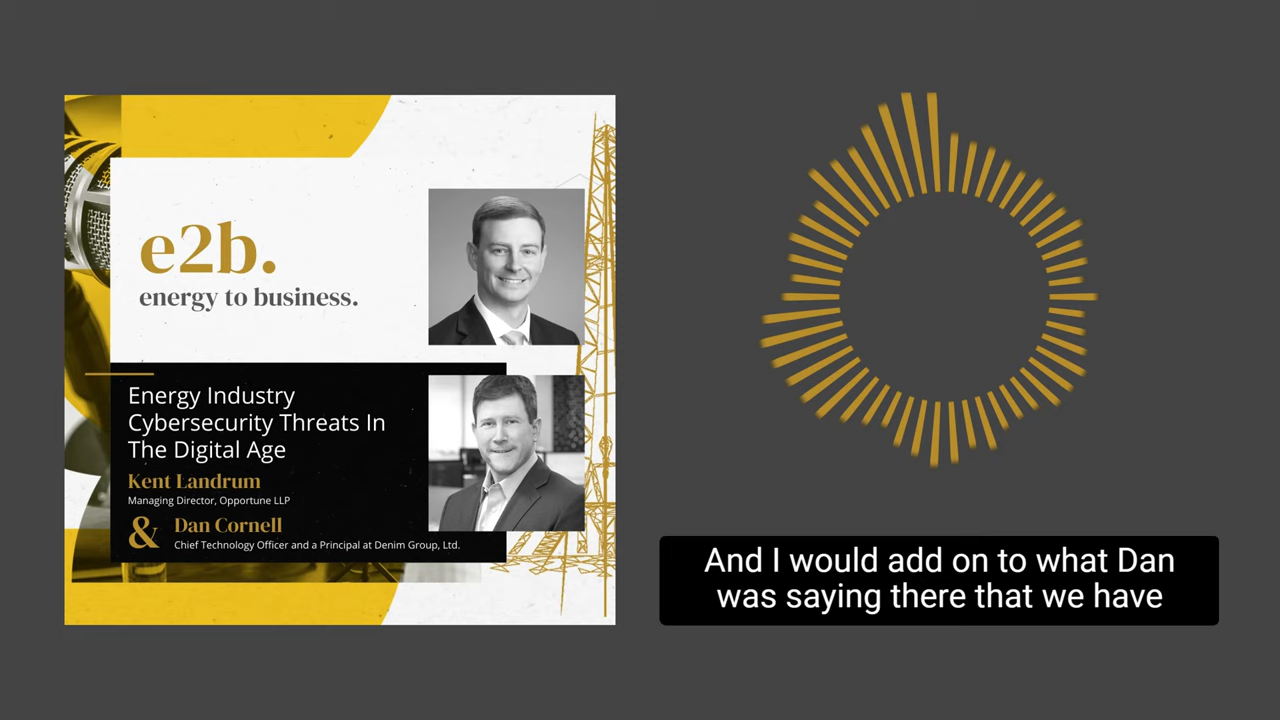 e2b.
energy to business.
Energy Industry
Cybersecurity Threats In
The Digital Age
Kent Landrum
Managing Director, Opportune LLP
& Dan Cornell
Chief Technology Officer and a Principal at Denim Group, Ltd.
And I would add on to what Dan
was saying there that we have